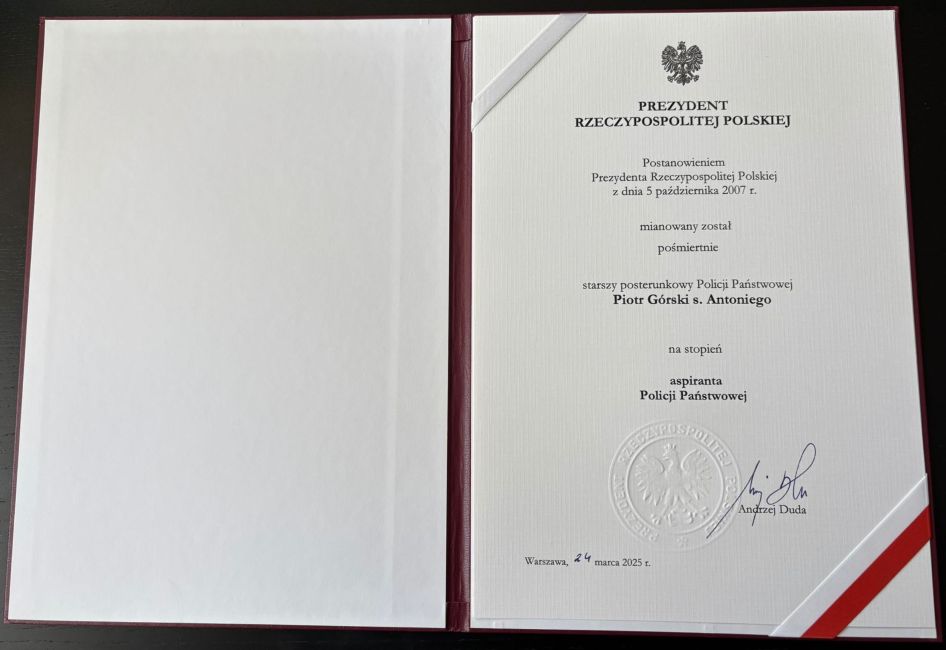 PREZYDENT
RZECZYPOSPOLITEJ POLSKIEJ
Postanowieniem
Prezydenta Rzeczypospolitej Polskiej
z dnia 5 października 2007 r.
mianowany został
pośmiertnie
starszy posterunkowy Policji Państwowej
Piotr Górski s. Antoniego
na stopień
aspiranta
Policji Państwowej
PREZYDENT RZECZYPOSPOLITEJ POLSKIEJ
Andrzej Duda
Warszawa, 24 marca 2025 r.